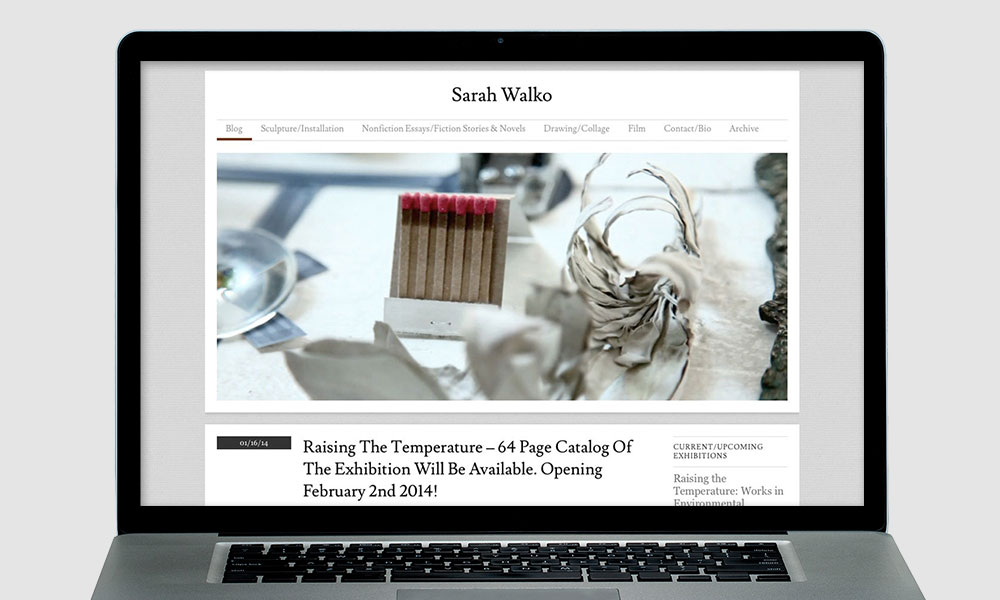 Sarah Walko
Blog Sculpture/Installation Nonfiction Essays/Fiction Stories & Novels Drawing/Collage Film Contact/Bio Archive
01/16/14
Raising The Temperature – 64 Page Catalog Of
The Exhibition Will Be Available. Opening
February 2nd 2014!
CURRENT/UPCOMING
EXHIBITIONS
Raising the
Temperature: Works in
Environmental